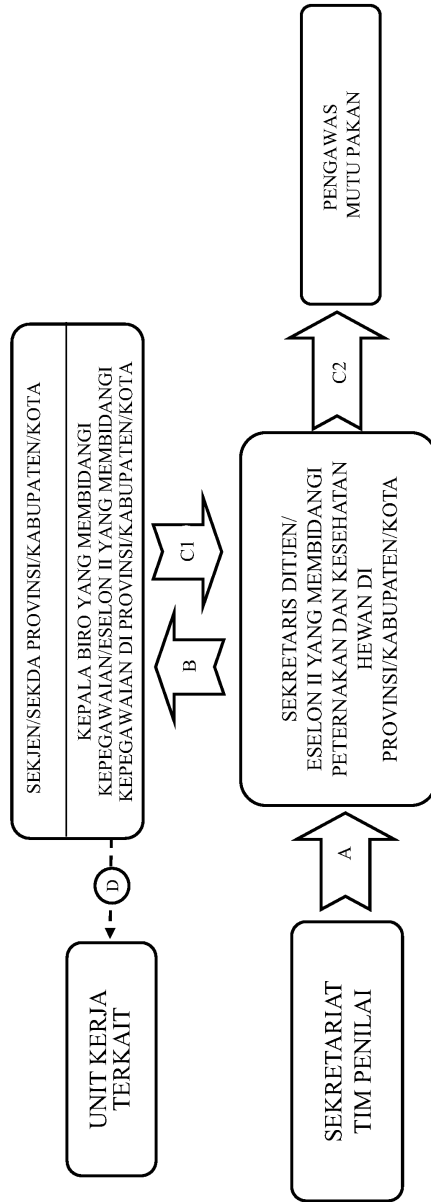 SEKJEN/SEKDA PROVINSI/KABUPATEN/KOTA
KEPALA BIRO YANG MEMBIDANGI
KEPEGAWAIAN/ESELON II YANG MEMBIDANGI
KEPEGAWAIAN DI PROVINSI/KABUPATEN/KOTA
D
UNIT KERJA
TERKAIT
B
C1
SEKRETARIAT
TIM PENILAI
A
SEKRETARIS DITJEN/
ESELON II YANG MEMBIDANGI
PETERNAKAN DAN KESEHATAN
HEWAN DI
PROVINSI/KABUPATEN/KOTA
C2
PENGAWAS
MUTU PAKAN